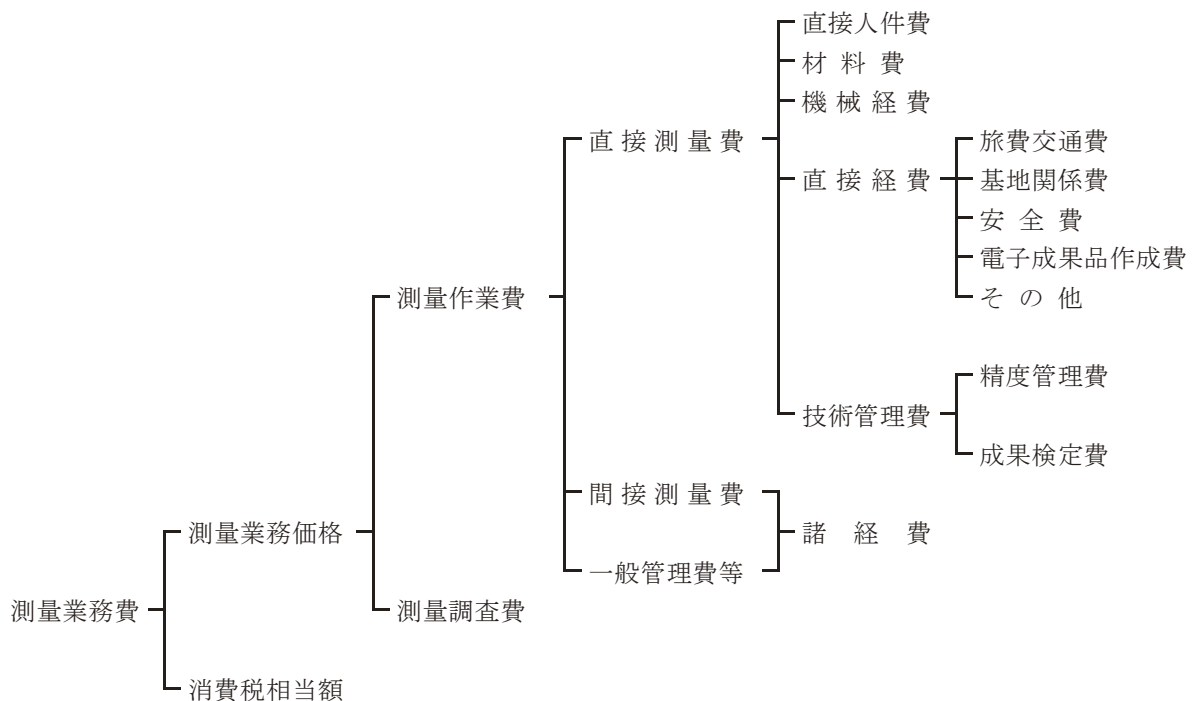 直接人件費
材料費
機械経費
直接測量費
旅費交通費
直接経費
基地関係費
安全費
電子成果品作成費
測量作業費
その他
精度管理費
技術管理費
成果検定費
間接測量費
測量業務価格
諸経費
一般管理費等
測量業務費
測量調査費
消費税相当額